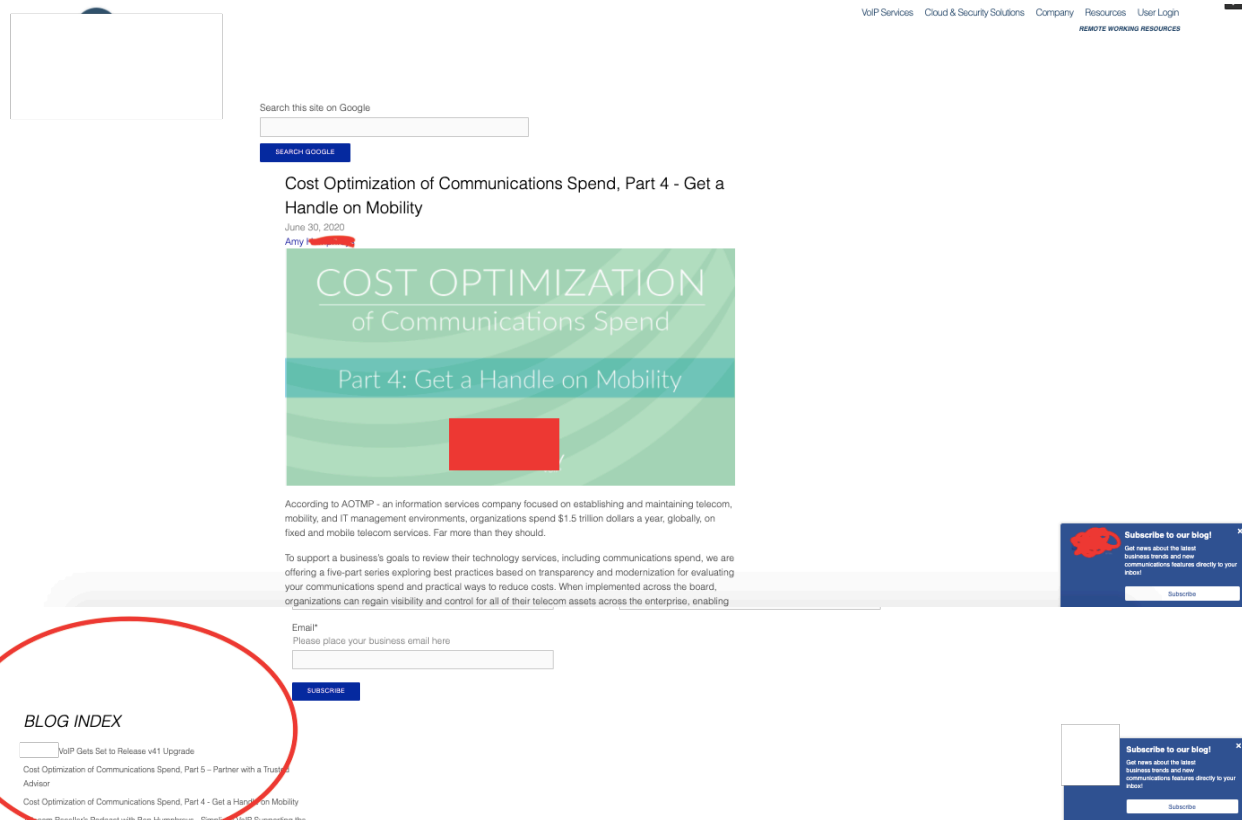 VoIP Services Cloud & Security Solutions Company Resources User Login
REMOTE WORKING RESOURCES
Search this site on Google
SEARCH GOOGLE
Cost Optimization of Communications Spend, Part 4 - Get a
Handle on Mobility
June 30, 2020
Amy
COST OPTIMIZATION
of Communications Spend
Part 4: Get a Handle on Mobility
According to AOTMP - an information services company focused on establishing and maintaining telecom,
mobility, and IT management environments, organizations spend $1.5 trillion dollars a year, globally, on
fixed and mobile telecom services. Far more than they should.
To support a business's goals to review their technology services, including communications spend, we are
offering a five-part series exploring best practices based on transparency and modernization for evaluating
your communications spend and practical ways to reduce costs. When implemented across the board,
organizations can regain visibility and control for all of their telecom assets across the enterprise, enabling
Subscribe to our blog!
Get news about the latest
business trends and new
communications features directly to your
inbox!
Subscribe
Email*
Please place your business email here
SUBSCRIBE
BLOG INDEX
VoIP Gets Set to Release v41 Upgrade
Cost Optimization of Communications Spend, Part 5 – Partner with a Trusted
Advisor
Cost Optimization of Communications Spend, Part 4 - Get a Handle on Mobility
Subscribe to our blog!
Get news about the latest
business trends and new
communications features directly to your
inbox!
Subscribe